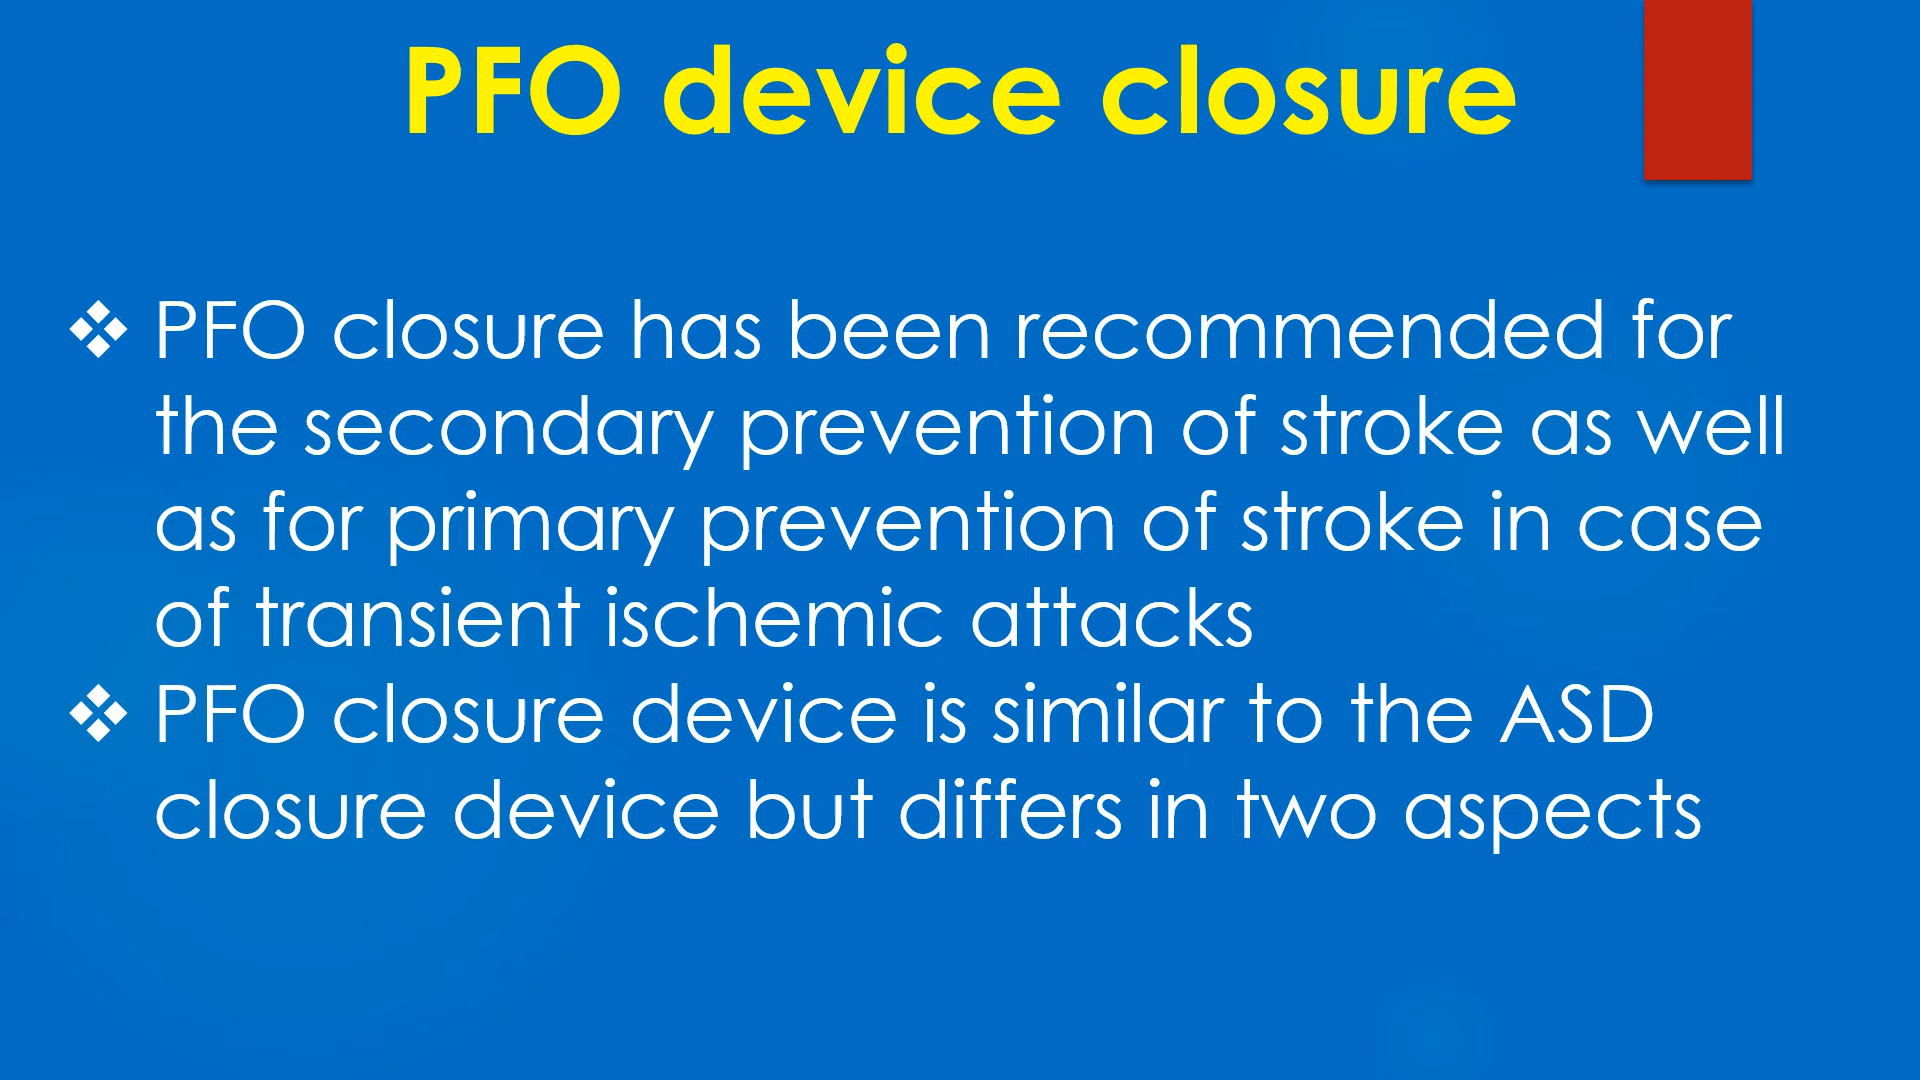 PFO device closure
❖ PFO closure has been recommended for
the secondary prevention of stroke as well
as for primary prevention of stroke in case
of transient ischemic attacks
❖ PFO closure device is similar to the ASD
closure device but differs in two aspects